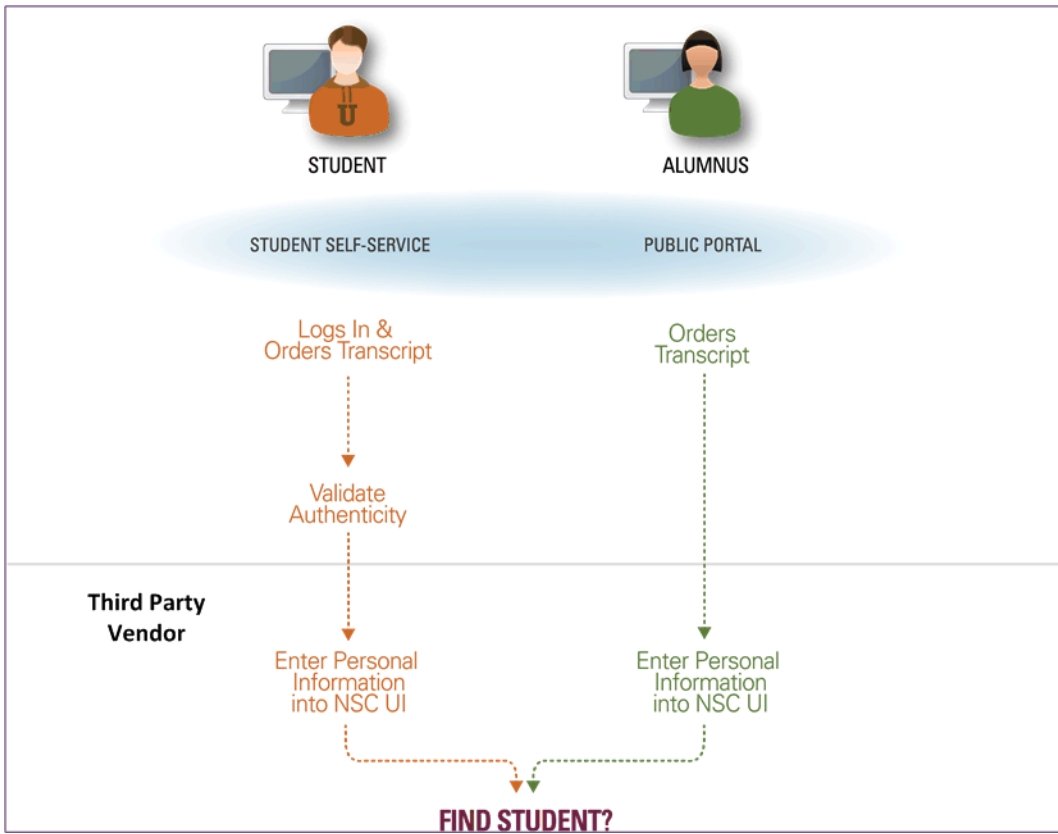 U
STUDENT
ALUMNUS
STUDENT SELF-SERVICE
PUBLIC PORTAL
Logs In &
Orders Transcript
Orders
Transcript
Validate
Authenticity
Third Party
Vendor
Enter Personal
Information
into NSC UI
Enter Personal
Information
into NSC UI
FIND STUDENT?